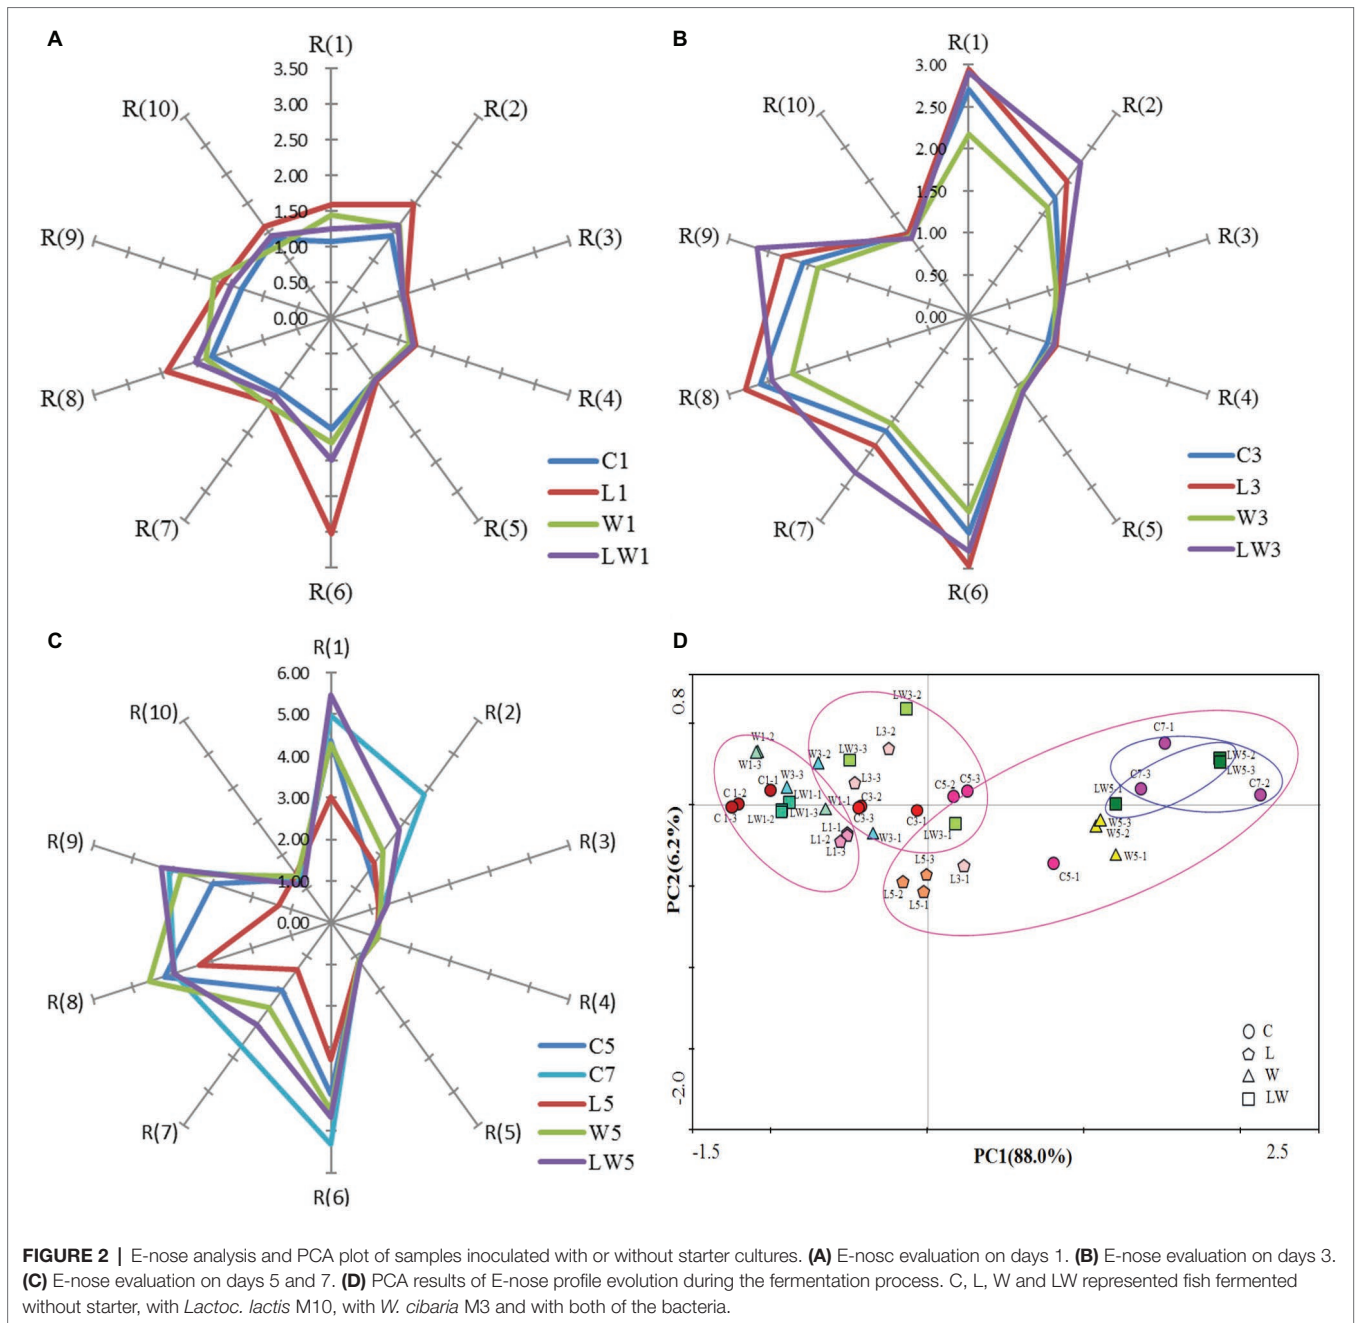 A
R(1)
3.50
3.00
2.50
2.00
1.50
1.00
0.50
0.00
R(2)
R(3)
R(4)
R(5)
R(6)
R(7)
R(8)
R(9)
R(10)
C1
L1
W1
LW1
B
R(1)
3.00
2.50
2.00
1.50
1.00
0.50
0.00
R(2)
R(3)
R(4)
R(5)
R(6)
R(7)
R(8)
R(9)
R(10)
C3
L3
W3
LW3
C
R(1)
6.00
5.00
4.00
3.00
2.00
1.00
0.00
R(2)
R(3)
R(4)
R(5)
R(6)
R(7)
R(8)
R(9)
R(10)
C5
C7
L5
W5
LW5
D
0.8
PC2(6.2%)
-2.0
LW3-2
L3-2
W1-2
W1-3
W3-2
LW3-3
C1-1
W3-3
L3-3
C 1-2
C 1-3
LW1-1
LW1-2
LW1-3
W1-1
C3-2
C3-3
C3-1
C5-2
C5-3
L1-1
L1-2
L1-3
W3-1
LW3-1
L5-3
L5-2
L5-1
L3-1
C7-1
LW5-2
LW5-3
C7-3
C7-2
LW5-1
W5-3
W5-2
W5-1
C5-1
C
L
W
LW
-1.5
PC1(88.0%)
2.5
FIGURE 2 | E-nose analysis and PCA plot of samples inoculated with or without starter cultures. (A) E-nosc evaluation on days 1. (B) E-nose evaluation on days 3.
(C) E-nose evaluation on days 5 and 7. (D) PCA results of E-nose profile evolution during the fermentation process. C, L, W and LW represented fish fermented
without starter, with Lactoc. lactis M10, with W. cibaria M3 and with both of the bacteria.